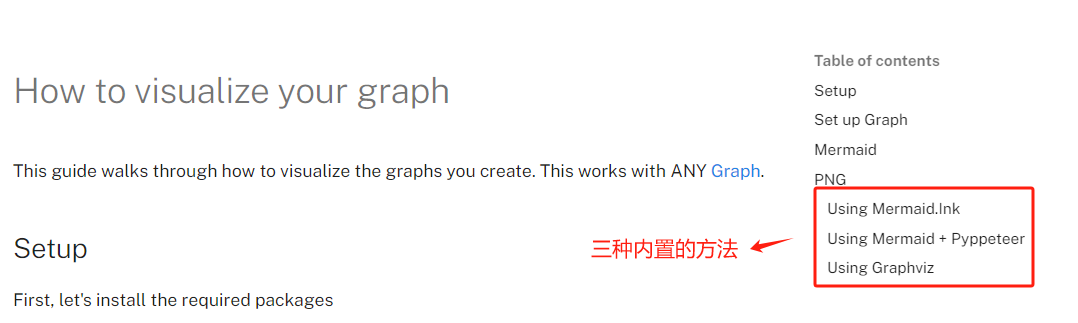 How to visualize your graph
This guide walks through how to visualize the graphs you create. This works with ANY Graph.
Setup
First, let's install the required packages
三种内置的方法
Table of contents
Setup
Set up Graph
Mermaid
PNG
Using Mermaid.Ink
Using Mermaid + Pyppeteer
Using Graphviz